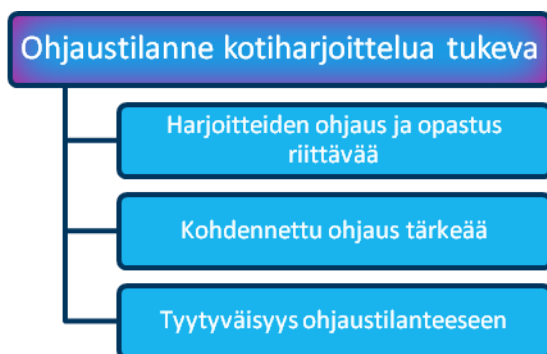 Ohjaustilanne kotiharjoittelua tukeva
Harjoitteiden ohjaus ja opastus
riittävää
Kohdennettu ohjaus tärkeää
Tyytyväisyys ohjaustilanteeseen